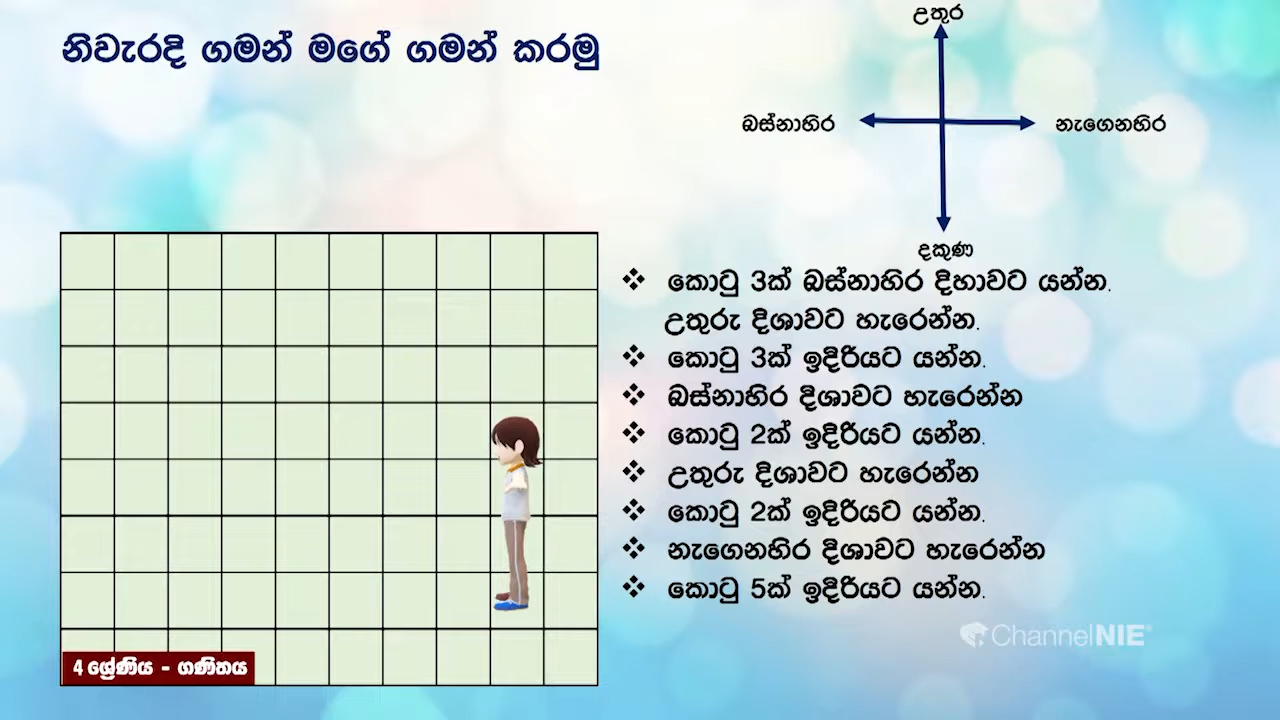 නිවැරදි ගමන් මගේ ගමන් කරමු
උතුර
බස්නාහිර
නැගෙනහිර
දකුණ
❖ කොටු 3ක් බස්නාහිර දිහාවට යන්න.
උතුරු දිශාවට හැරෙන්න.
❖ කොටු 3ක් ඉදිරියට යන්න.
❖ බස්නාහිර දිශාවට හැරෙන්න
❖ කොටු 2ක් ඉදිරියට යන්න.
❖ උතුරු දිශාවට හැරෙන්න
❖ කොටු 2ක් ඉදිරියට යන්න.
❖ නැගෙනහිර දිශාවට හැරෙන්න
❖ කොටු 5ක් ඉදිරියට යන්න.
ChannelNIE®
4 ශ්‍රේණිය - ගණිතය